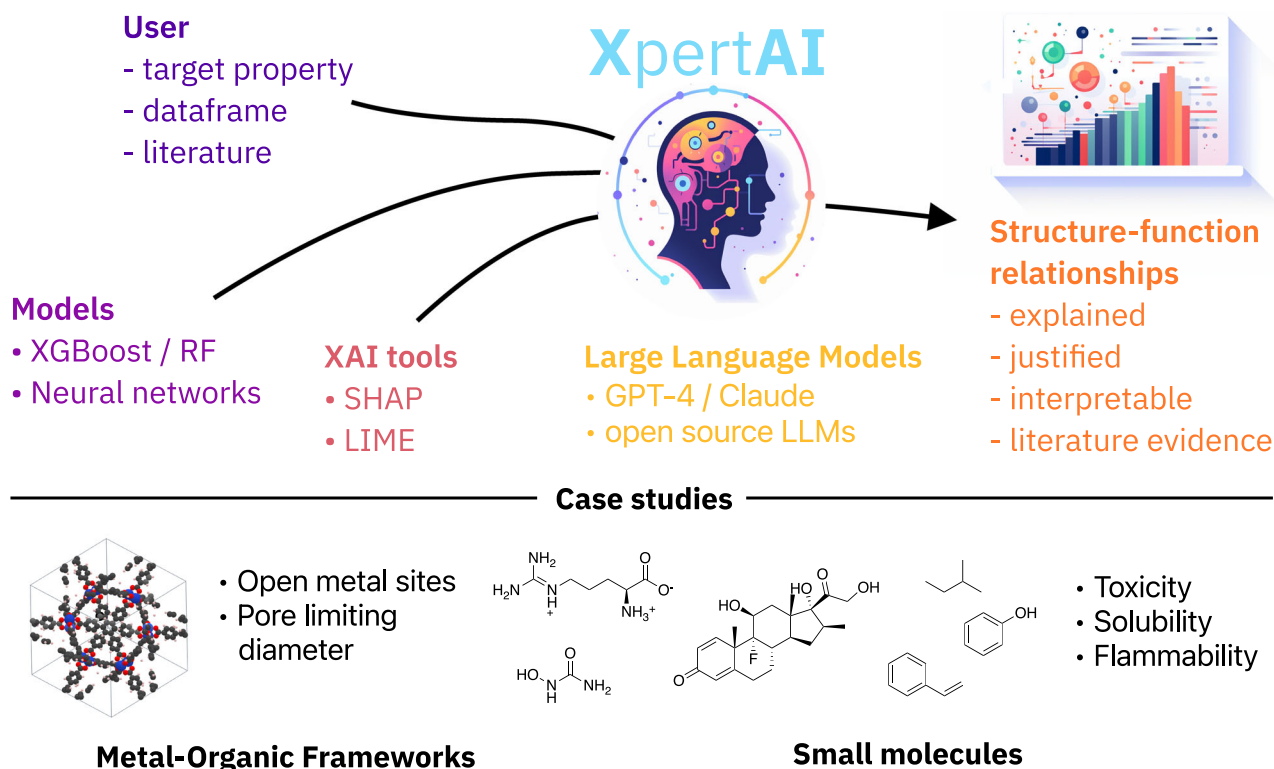 XpertAI
User
- target property
- dataframe
- literature
Models
• XGBoost / RF
• Neural networks
XAI tools
• SHAP
• LIME
Large Language Models
• GPT-4 / Claude
• open source LLMs
Structure-function
relationships
- explained
- justified
- interpretable
- literature evidence
Case studies
• Open metal sites
• Pore limiting
diameter
NH₂
H₂N
N
H
+
O
O⁻
NH₃⁺
O
HO
N
H
NH₂
O
HO
HO
OH
F
O
OH
• Toxicity
• Solubility
• Flammability
Metal-Organic Frameworks
Small molecules